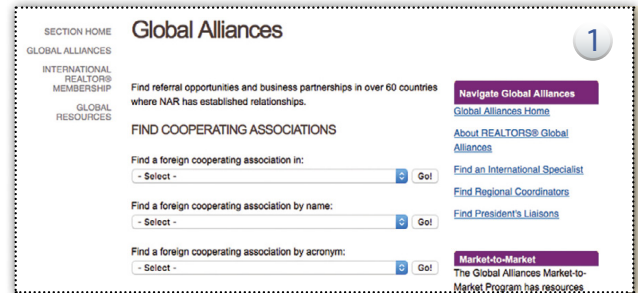 SECTION HOME
GLOBAL ALLIANCES
INTERNATIONAL
REALTOR®
MEMBERSHIP
GLOBAL
RESOURCES
Global Alliances
1
Find referral opportunities and business partnerships in over 60 countries
where NAR has established relationships.
FIND COOPERATING ASSOCIATIONS
Find a foreign cooperating association in:
- Select -
Go!
Find a foreign cooperating association by name:
- Select -
Go!
Find a foreign cooperating association by acronym:
- Select -
Go!
Navigate Global Alliances
Global Alliances Home
About REALTORS® Global
Alliances
Find an International Specialist
Find Regional Coordinators
Find President's Liaisons
Market-to-Market
The Global Alliances Market-to-
Market Program has resources